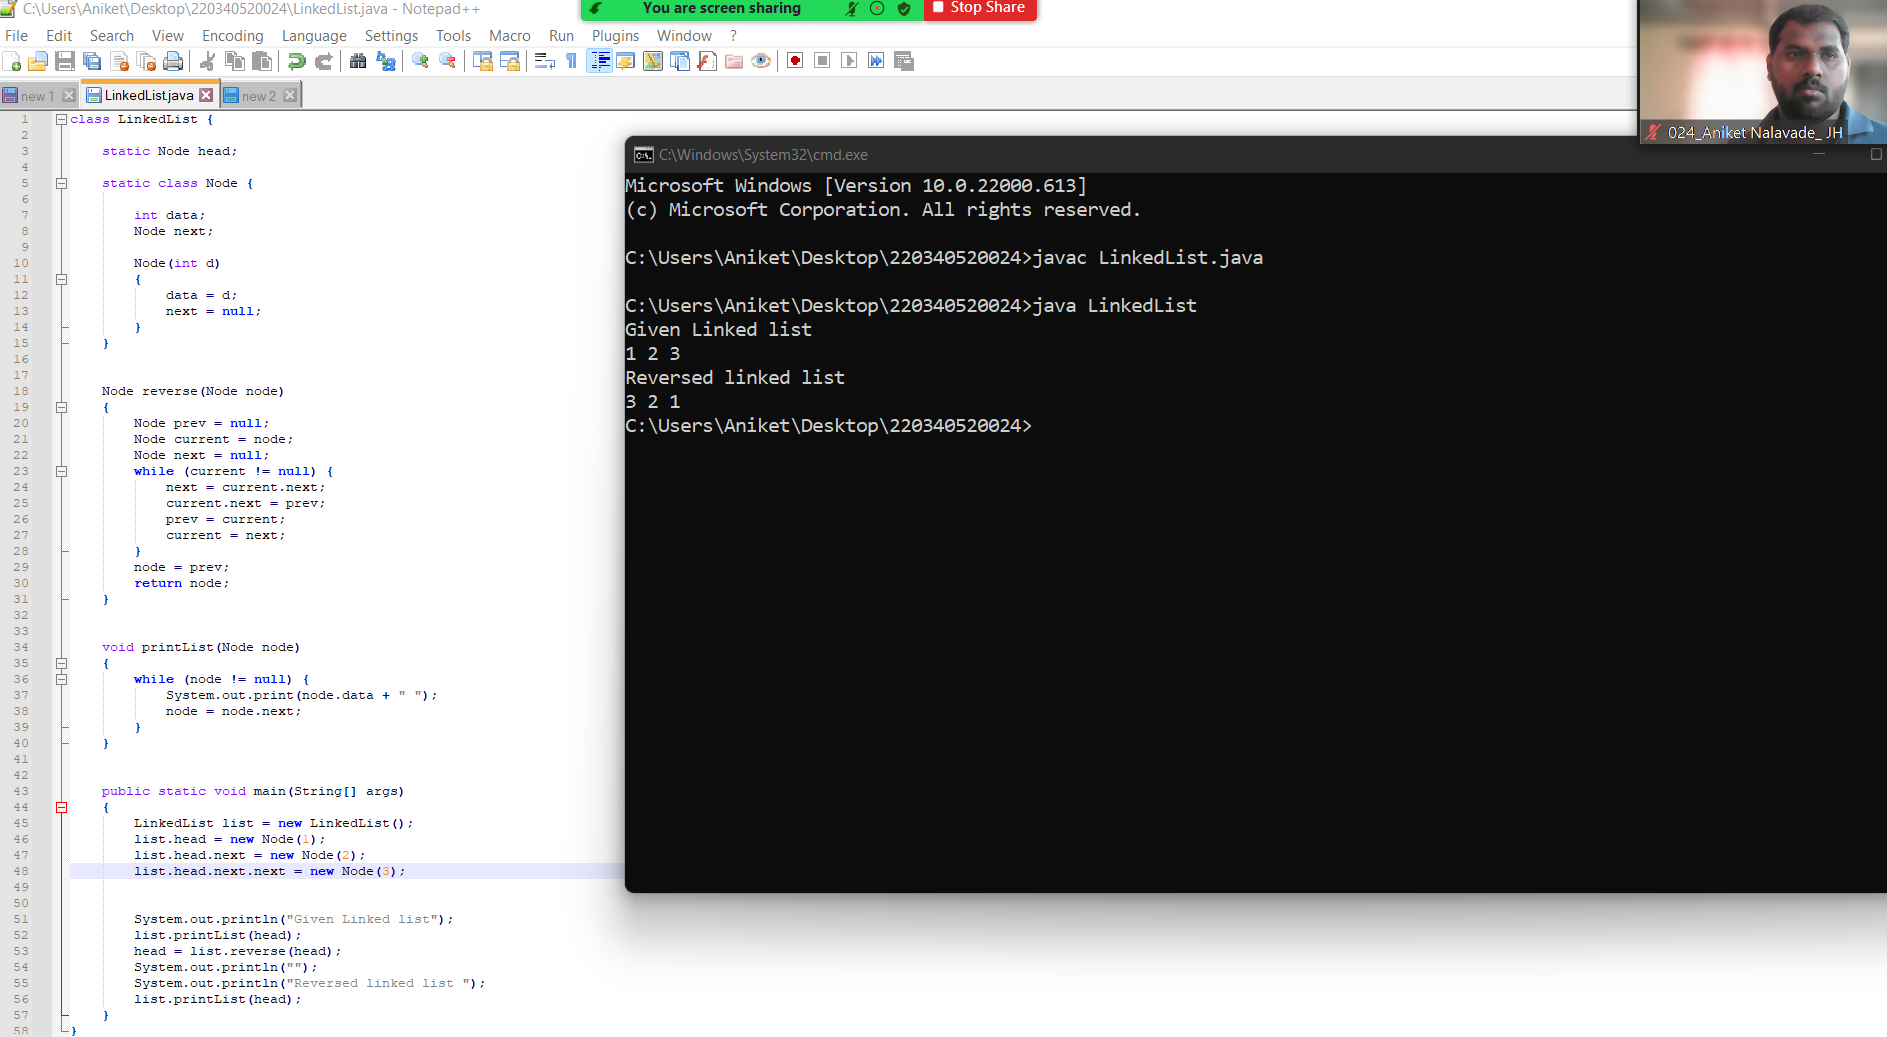 C:\Users\Aniket\Desktop\220340520024\LinkedList.java - Notepad++
You are screen sharing
Stop Share
File Edit Search View Encoding Language Settings Tools Macro Run Plugins Window ?
new 1 LinkedList.java new 2
024_Aniket Nalavade_ JH
1 class LinkedList {
2
3 static Node head;
4
5 static class Node {
6
7 int data;
8 Node next;
9
10 Node(int d)
11 {
12 data = d;
13 next = null;
14 }
15 }
16
17
18 Node reverse(Node node)
19 {
20 Node prev = null;
21 Node current = node;
22 Node next = null;
23 while (current != null) {
24 next = current.next;
25 current.next = prev;
26 prev = current;
27 current = next;
28 }
29 node = prev;
30 return node;
31 }
32
33
34 void printList(Node node)
35 {
36 while (node != null) {
37 System.out.print(node.data + " ");
38 node = node.next;
39 }
40 }
41
42
43 public static void main(String[] args)
44 {
45 LinkedList list = new LinkedList();
46 list.head = new Node(1);
47 list.head.next = new Node(2);
48 list.head.next.next = new Node(3);
49
50
51 System.out.println("Given Linked list");
52 list.printList(head);
53 head = list.reverse(head);
54 System.out.println("");
55 System.out.println("Reversed linked list ");
56 list.printList(head);
57 }
58 }
C:\Windows\System32\cmd.exe
Microsoft Windows [Version 10.0.22000.613]
(c) Microsoft Corporation. All rights reserved.
C:\Users\Aniket\Desktop\220340520024>javac LinkedList.java
C:\Users\Aniket\Desktop\220340520024>java LinkedList
Given Linked list
1 2 3
Reversed linked list
3 2 1
C:\Users\Aniket\Desktop\220340520024>